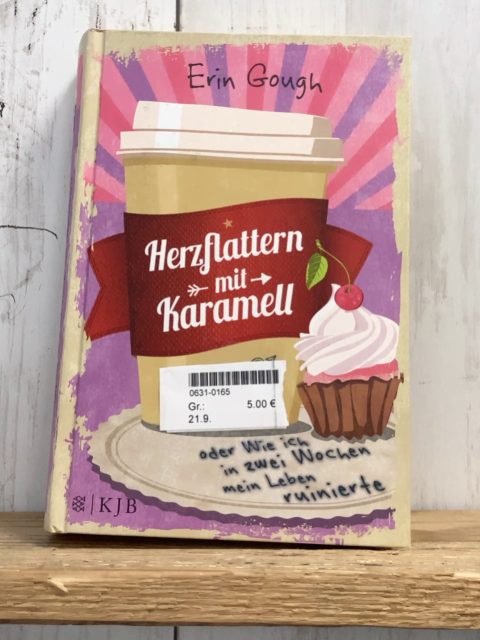 Erin Gough
Herzflattern
mit
Karamell
0631-0165
Gr.: 5.00 €
21.9.
oder Wie ich
in zwei Wochen
mein Leben
ruinierte
KJB